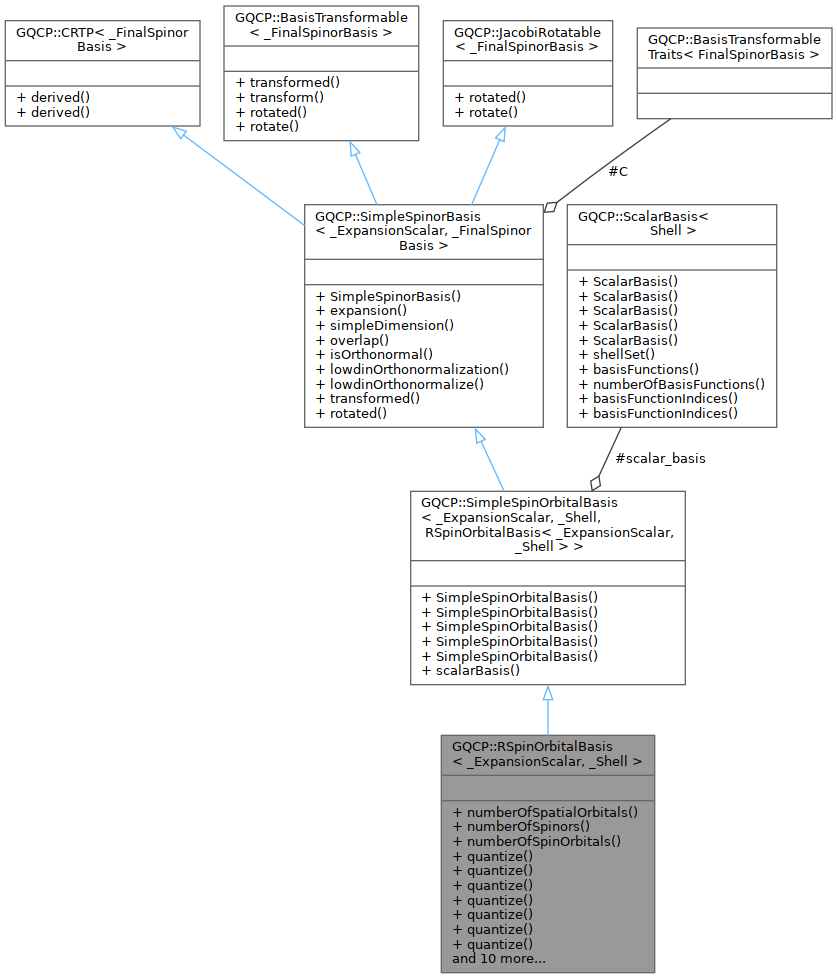 GQCP::CRTP< _FinalSpinor
Basis >
+ derived()
+ derived()
GQCP::BasisTransformable
< _FinalSpinorBasis >
+ transformed()
+ transform()
+ rotated()
+ rotate()
GQCP::JacobiRotatable
< _FinalSpinorBasis >
+ rotated()
+ rotate()
GQCP::BasisTransformable
Traits< FinalSpinorBasis >
#C
GQCP::SimpleSpinorBasis
< _ExpansionScalar, _FinalSpinor
Basis >
+ SimpleSpinorBasis()
+ expansion()
+ simpleDimension()
+ overlap()
+ isOrthonormal()
+ lowdinOrthonormalization()
+ lowdinOrthonormalize()
+ transformed()
+ rotated()
GQCP::ScalarBasis<
Shell >
+ ScalarBasis()
+ ScalarBasis()
+ ScalarBasis()
+ ScalarBasis()
+ ScalarBasis()
+ shellSet()
+ basisFunctions()
+ numberOfBasisFunctions()
+ basisFunctionIndices()
+ basisFunctionIndices()
#scalar_basis
GQCP::SimpleSpinOrbitalBasis
< _ExpansionScalar, _Shell,
RSpinOrbitalBasis< _ExpansionScalar,
_Shell > >
+ SimpleSpinOrbitalBasis()
+ SimpleSpinOrbitalBasis()
+ SimpleSpinOrbitalBasis()
+ SimpleSpinOrbitalBasis()
+ SimpleSpinOrbitalBasis()
+ scalarBasis()
GQCP::RSpinOrbitalBasis
< _ExpansionScalar, _Shell >
+ numberOfSpatialOrbitals()
+ numberOfSpinors()
+ numberOfSpinOrbitals()
+ quantize()
+ quantize()
+ quantize()
+ quantize()
+ quantize()
+ quantize()
+ quantize()
and 10 more...